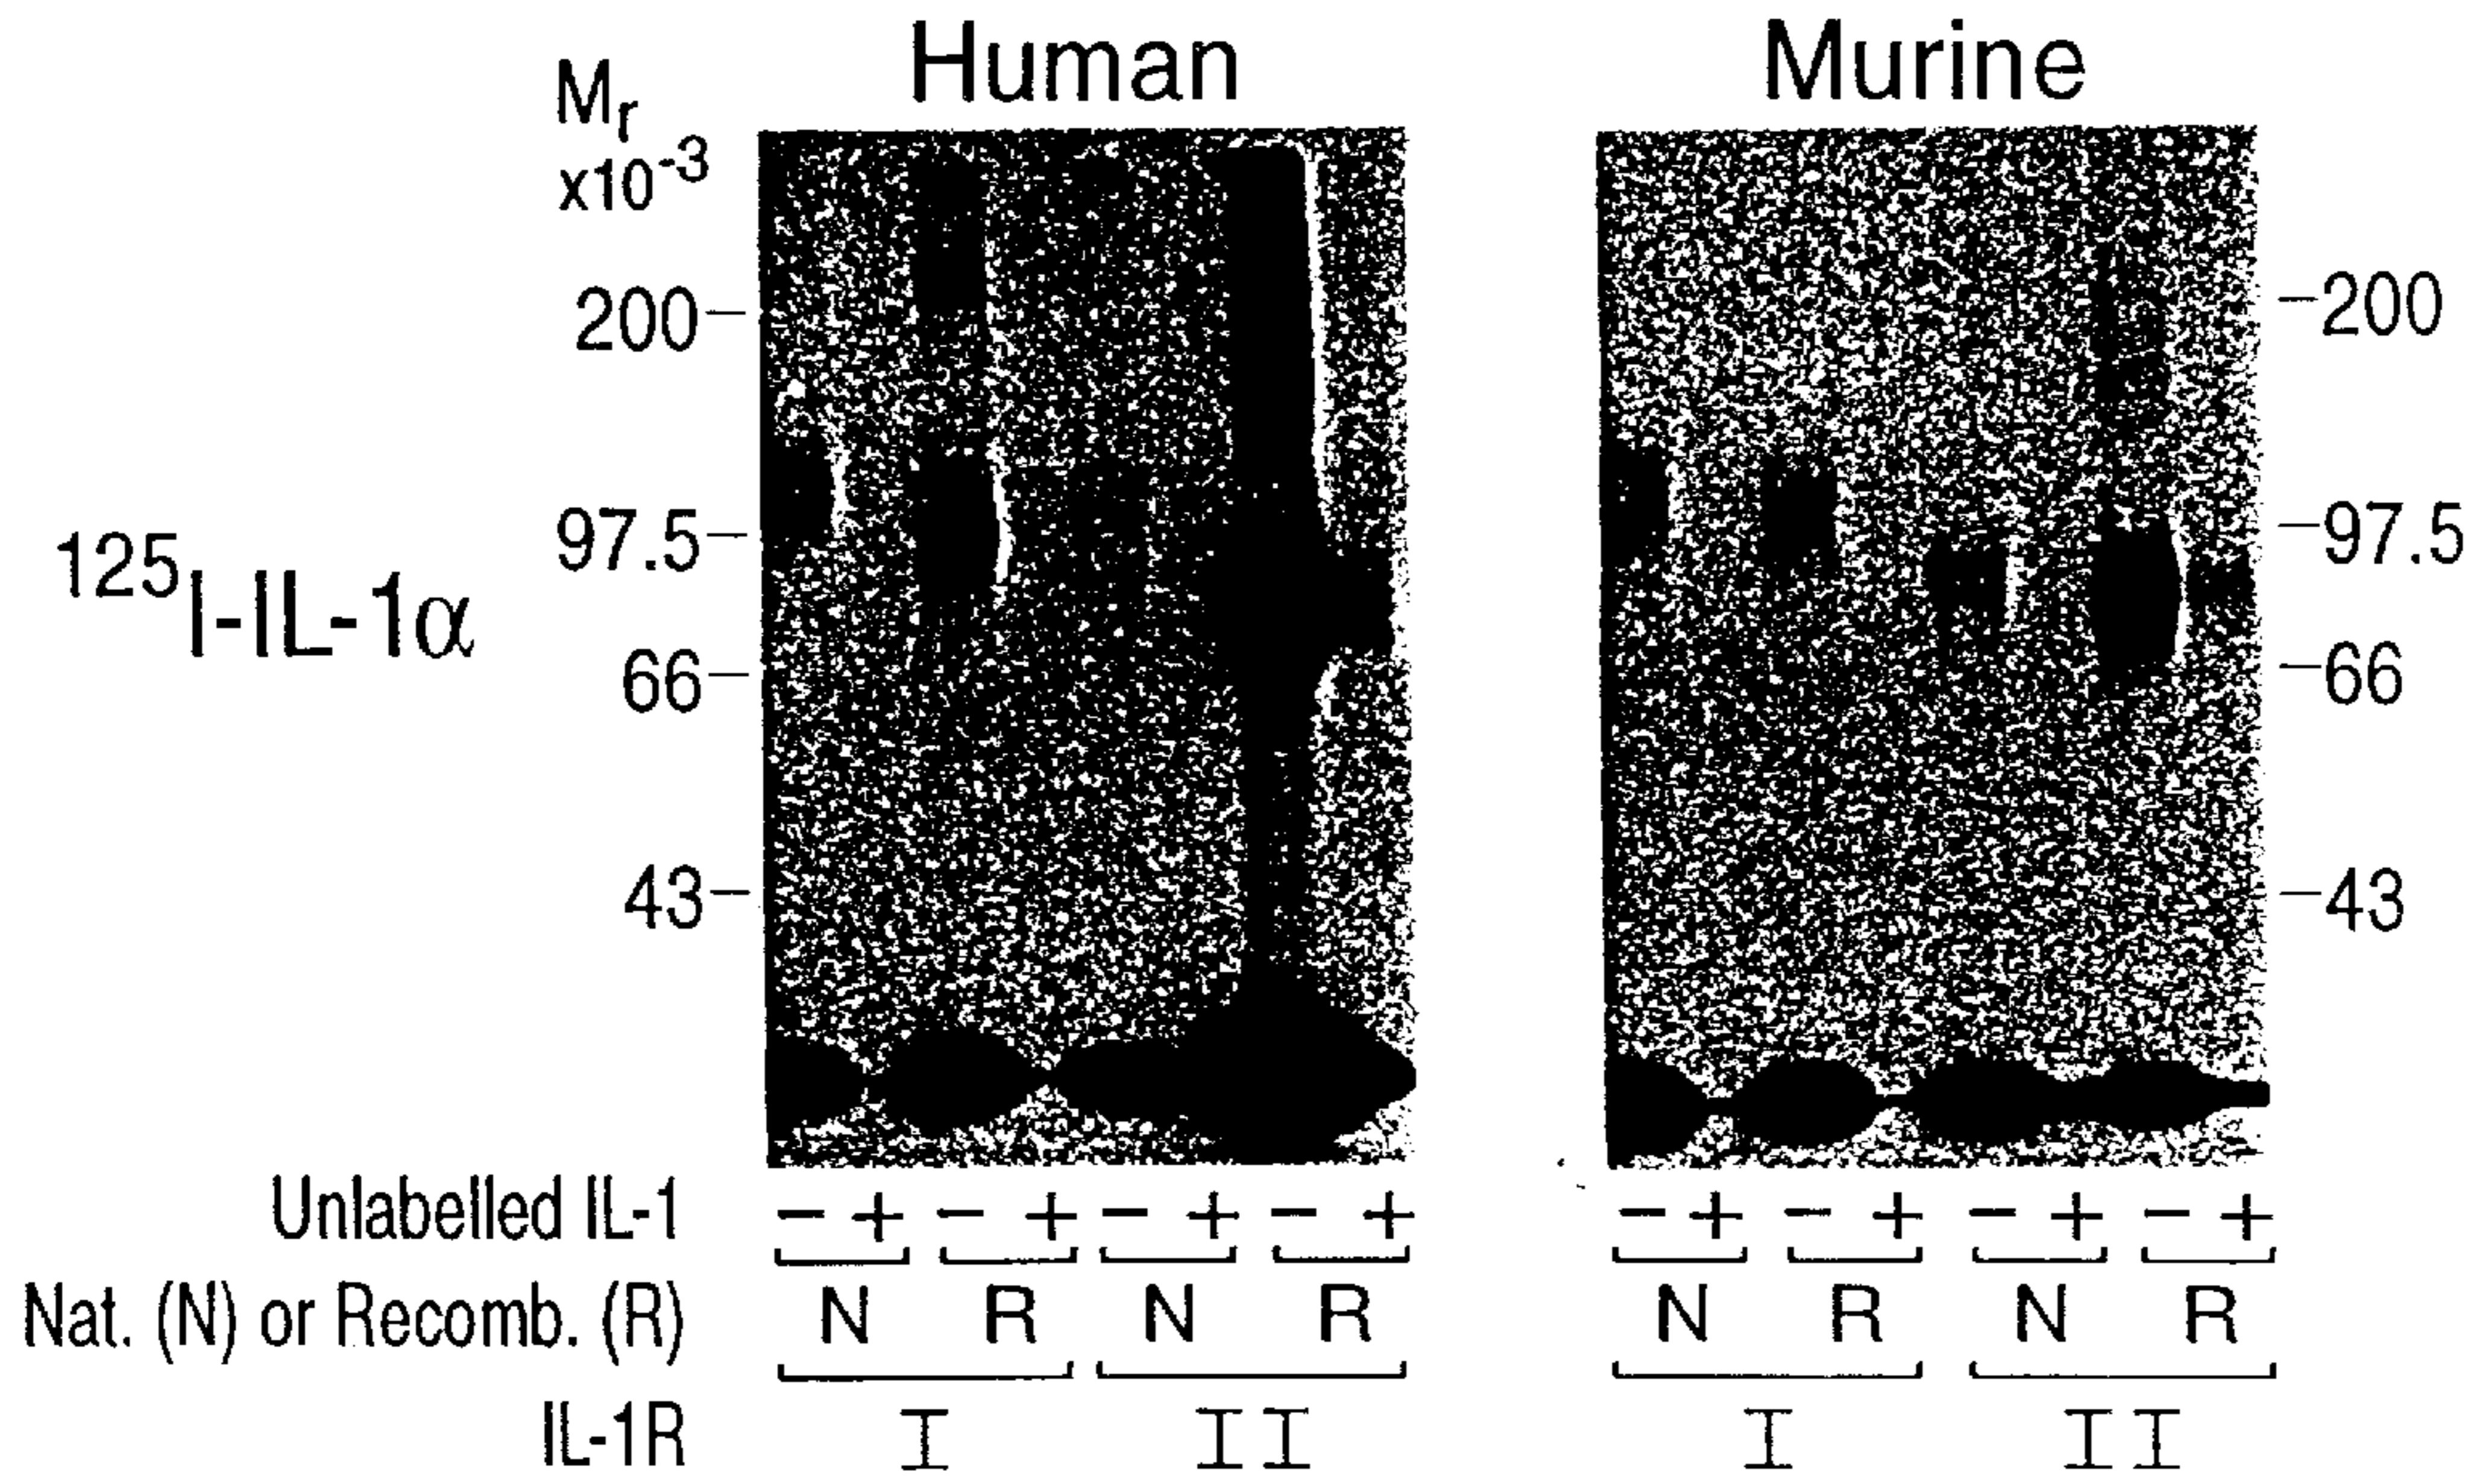 Human Murine
Mr
x10-3
200 200
97.5 97.5
125I-IL-1α
66 66
43 43
Unlabelled IL-1 − + − + − + − + − + − + − + − +
Nat. (N) or Recomb. (R) N R N R N R N R
IL-1R I II I II